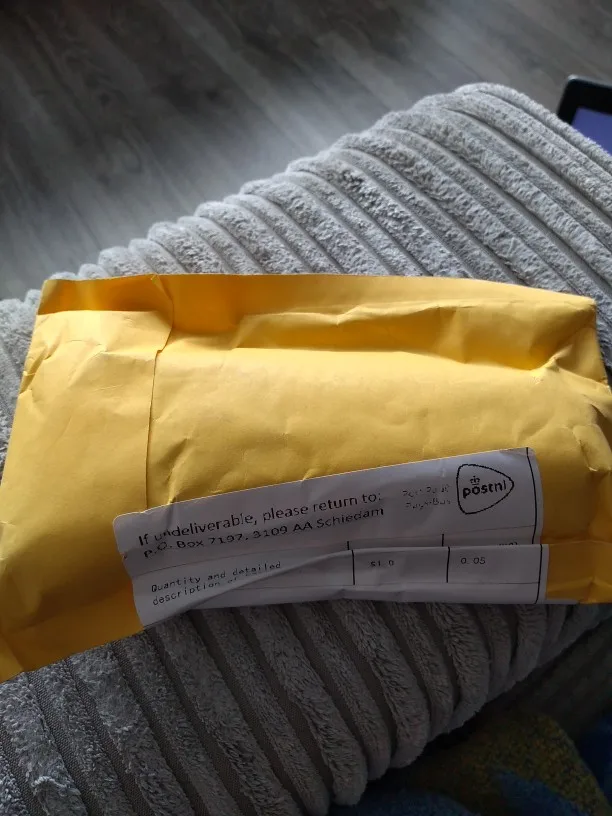 If undeliverable, please return to:
P.O. Box 7197, 3109 AA Schiedam
postnl
Quantity and detailed
description of
$1.0
0.05